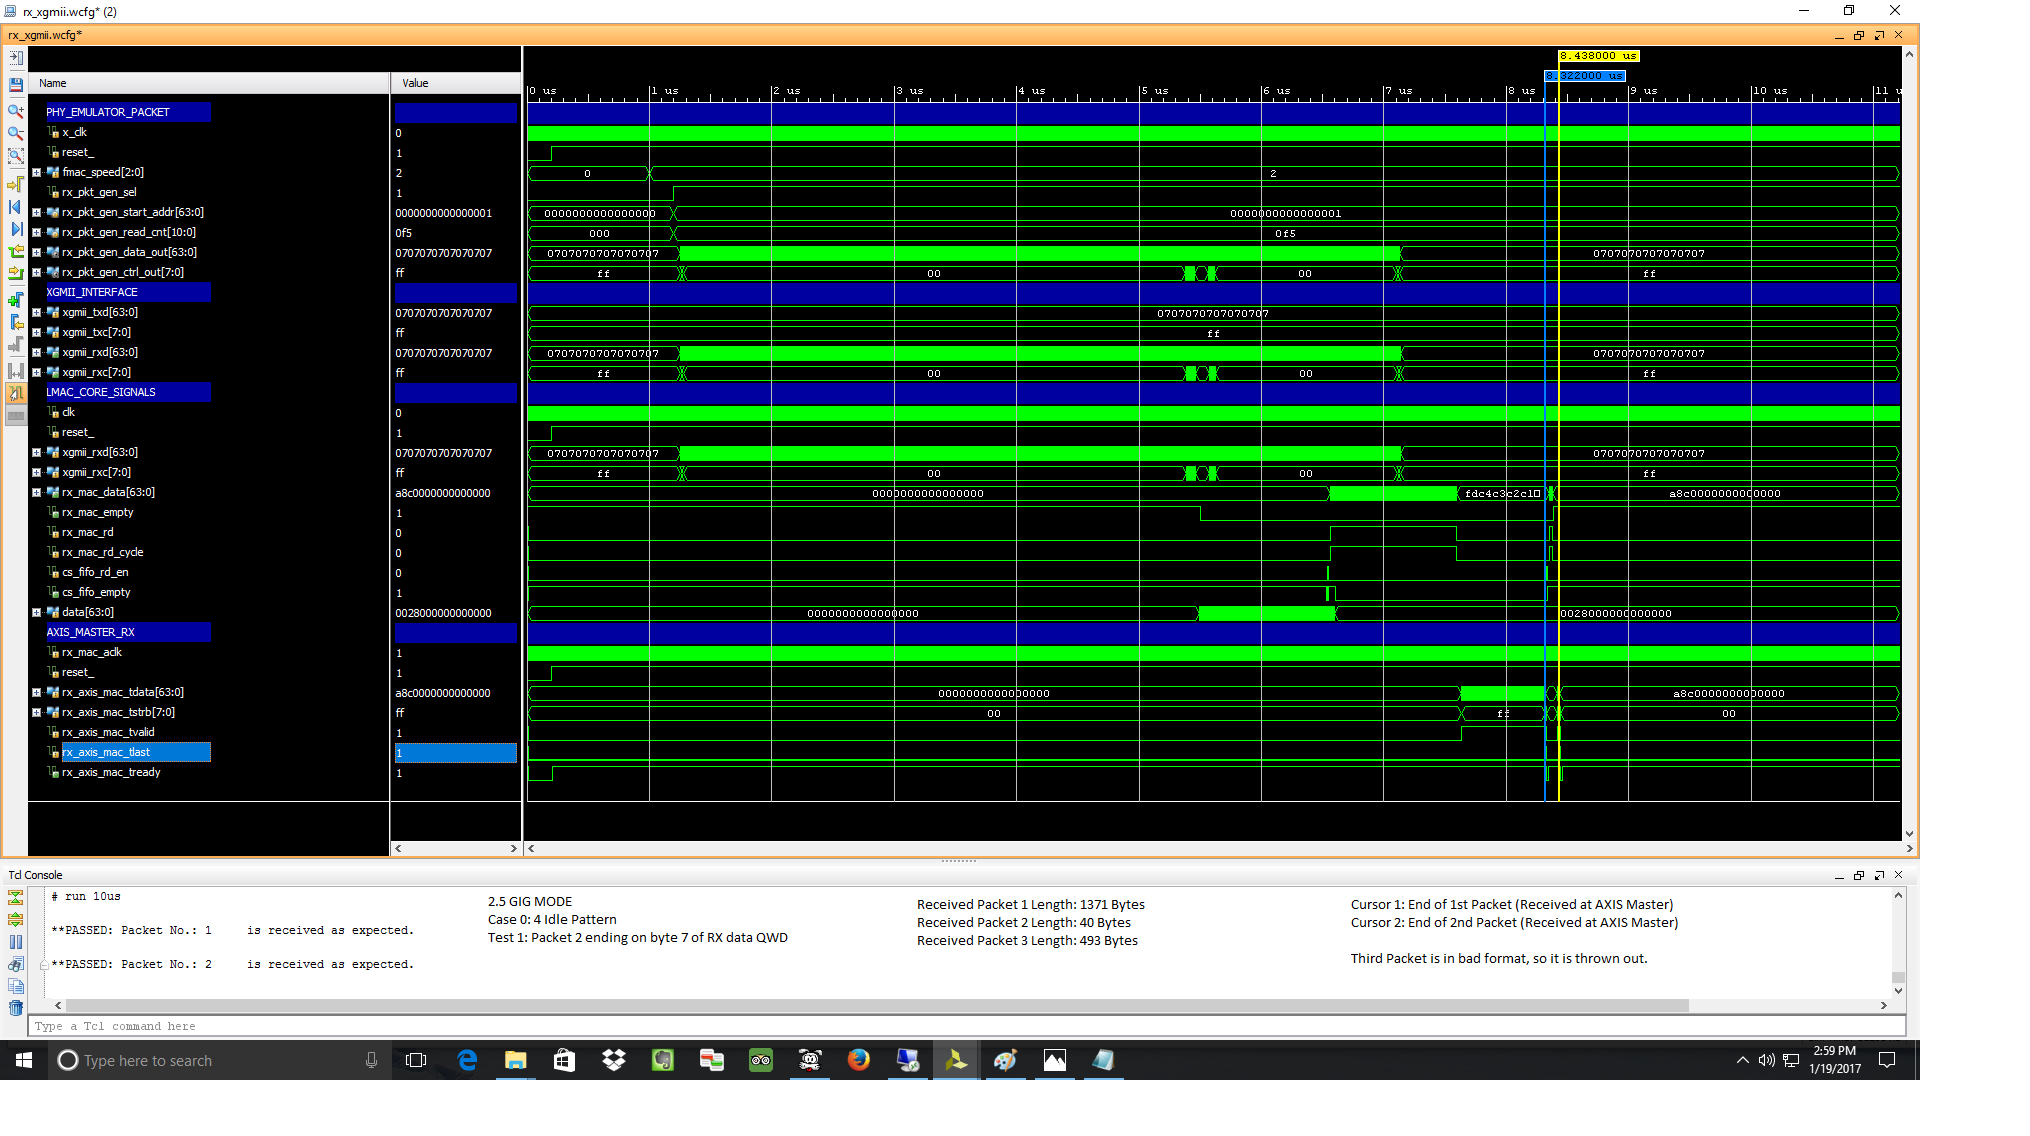 rx_xgmii.wcfg* (2)
rx_xgmii.wcfg*
8.438000 us
8.322000 us
Name Value
0 us 1 us 2 us 3 us 4 us 5 us 6 us 7 us 8 us 9 us 10 us 11 u
PHY_EMULATOR_PACKET
x_clk 0
reset_ 1
fmac_speed[2:0] 2 0 2
rx_pkt_gen_sel 1
rx_pkt_gen_start_addr[63:0] 0000000000000001 0000000000000000 0000000000000001
rx_pkt_gen_read_cnt[10:0] 0f5 000 0f5
rx_pkt_gen_data_out[63:0] 0707070707070707 0707070707070707 0707070707070707
rx_pkt_gen_ctrl_out[7:0] ff ff 00 00 ff
XGMII_INTERFACE
xgmii_txd[63:0] 0707070707070707 0707070707070707
xgmii_txc[7:0] ff ff
xgmii_rxd[63:0] 0707070707070707 0707070707070707 0707070707070707
xgmii_rxc[7:0] ff ff 00 00 ff
LMAC_CORE_SIGNALS
clk 0
reset_ 1
xgmii_rxd[63:0] 0707070707070707 0707070707070707 0707070707070707
xgmii_rxc[7:0] ff ff 00 00 ff
rx_mac_data[63:0] a8c0000000000000 0000000000000000 fdc4c3c2c1 a8c0000000000000
rx_mac_empty 1
rx_mac_rd 0
rx_mac_rd_cycle 0
cs_fifo_rd_en 0
cs_fifo_empty 1
data[63:0] 0028000000000000 0000000000000000 0028000000000000
AXIS_MASTER_RX
rx_mac_aclk 1
reset_ 1
rx_axis_mac_tdata[63:0] a8c0000000000000 0000000000000000 a8c0000000000000
rx_axis_mac_tstrb[7:0] ff 00 ff 00
rx_axis_mac_tvalid 1
rx_axis_mac_tlast 1
rx_axis_mac_tready 1
Tcl Console
# run 10us
**PASSED: Packet No.: 1 is received as expected.
**PASSED: Packet No.: 2 is received as expected.
2.5 GIG MODE
Case 0: 4 Idle Pattern
Test 1: Packet 2 ending on byte 7 of RX data QWD
Received Packet 1 Length: 1371 Bytes
Received Packet 2 Length: 40 Bytes
Received Packet 3 Length: 493 Bytes
Cursor 1: End of 1st Packet (Received at AXIS Master)
Cursor 2: End of 2nd Packet (Received at AXIS Master)
Third Packet is in bad format, so it is thrown out.
Type a Tcl command here
Type here to search
2:59 PM
1/19/2017